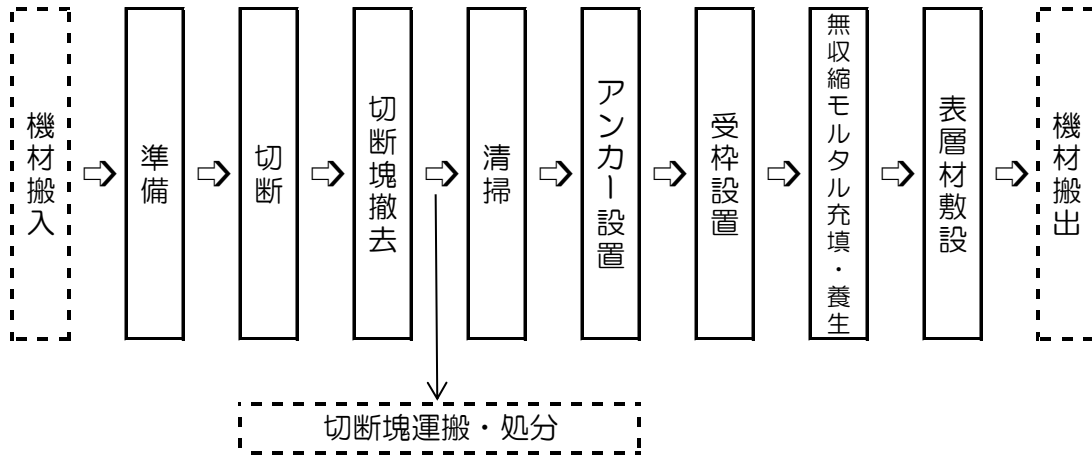 機材搬入
準備
切断
切断塊撤去
清掃
アンカー設置
受枠設置
無収縮モルタル充填・養生
表層材敷設
機材搬出
切断塊運搬・処分